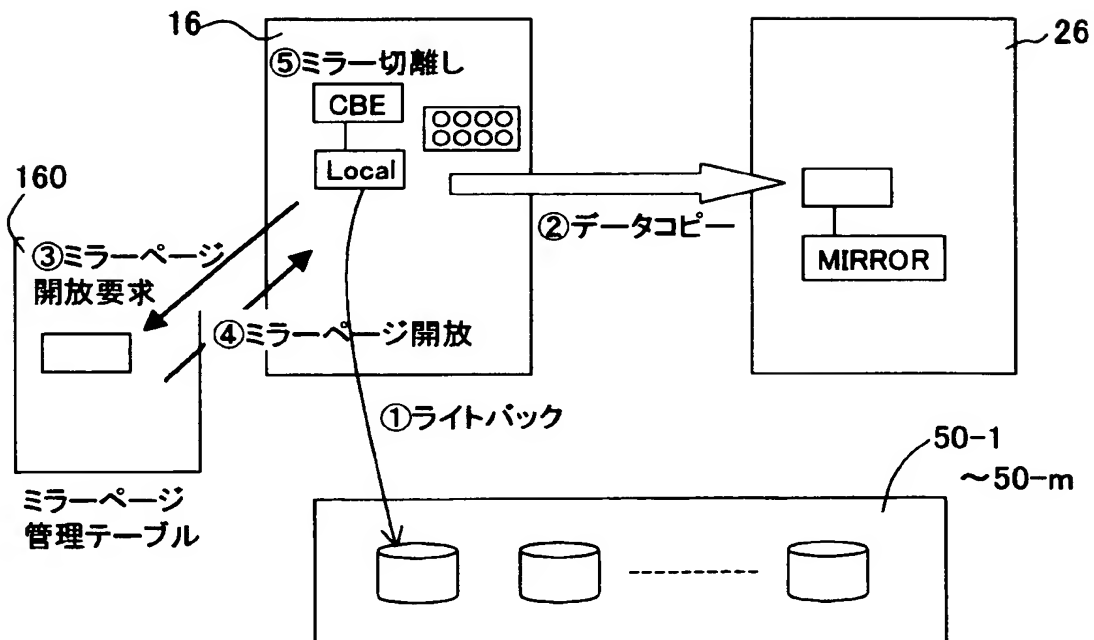 16
26
⑤ミラー切離し
CBE
Local
160
②データコピー
③ミラーページ
開放要求
MIRROR
④ミラーページ開放
①ライトバック
50-1
～50-m
ミラーページ
管理テーブル